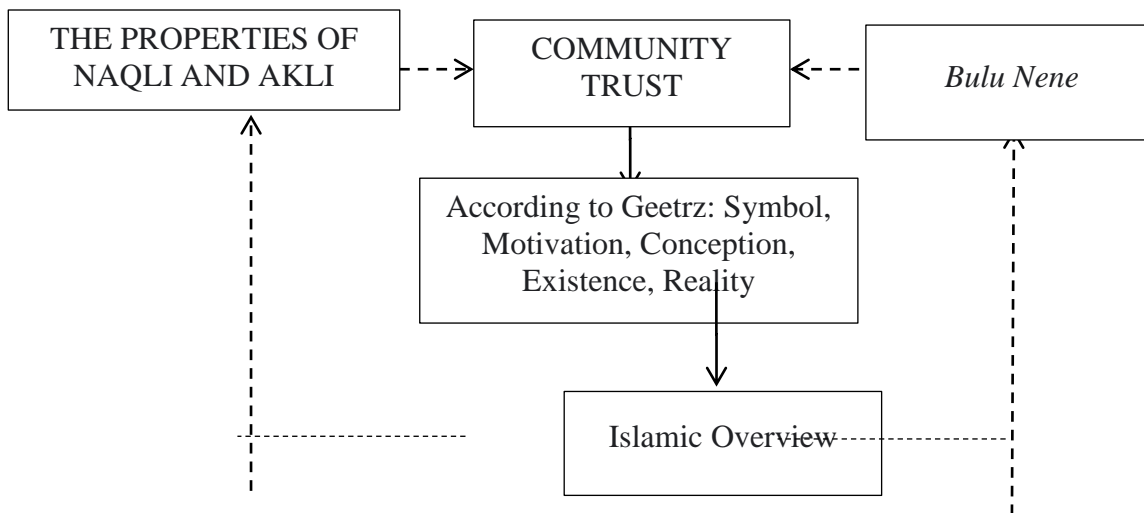 THE PROPERTIES OF
NAQLI AND AKLI
COMMUNITY
TRUST
Bulu Nene
According to Geetrz: Symbol,
Motivation, Conception,
Existence, Reality
Islamic Overview